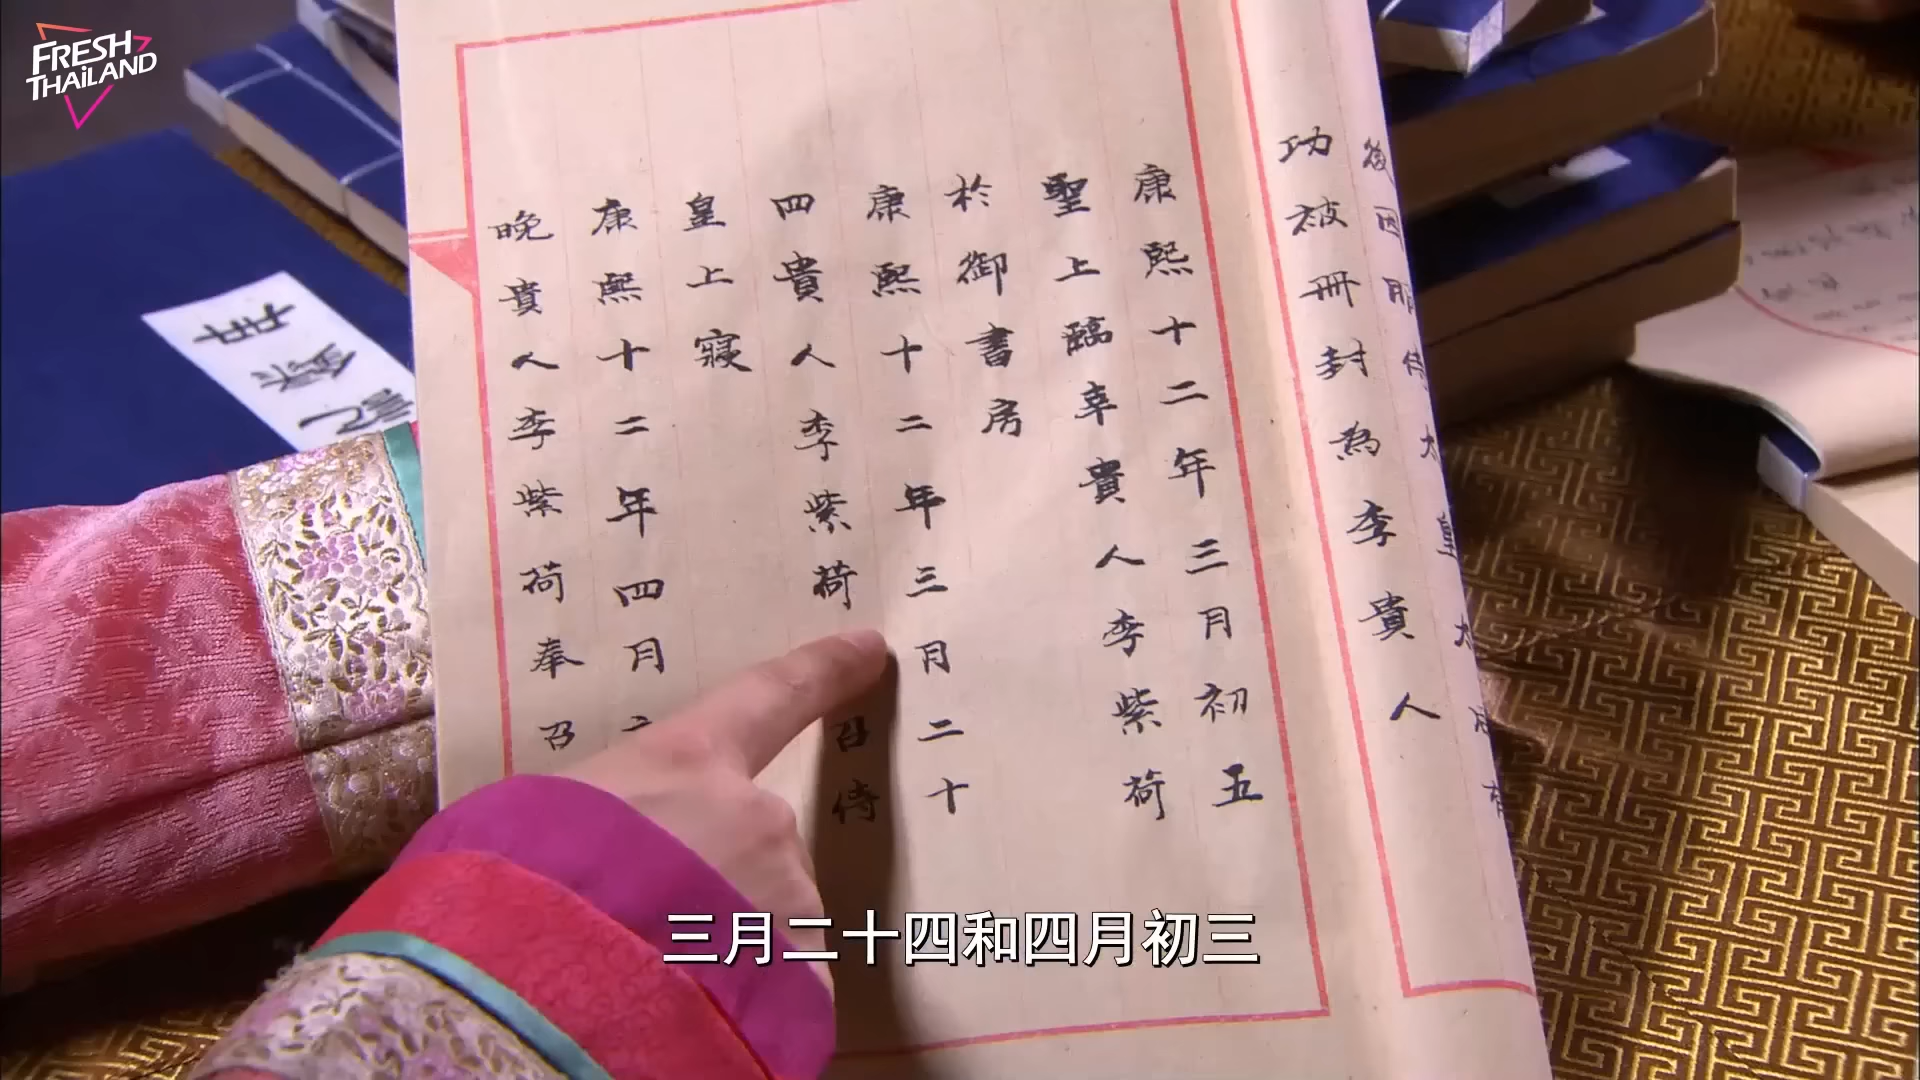 FRESH
THAILAND
功被冊封為李貴人
康熙十二年三月初五
聖上臨幸貴人李紫荷
於御書房
康熙十二年三月二十
四貴人李紫荷召侍
皇上寢
康熙十二年四月
晚貴人李紫荷奉召
三月二十四和四月初三